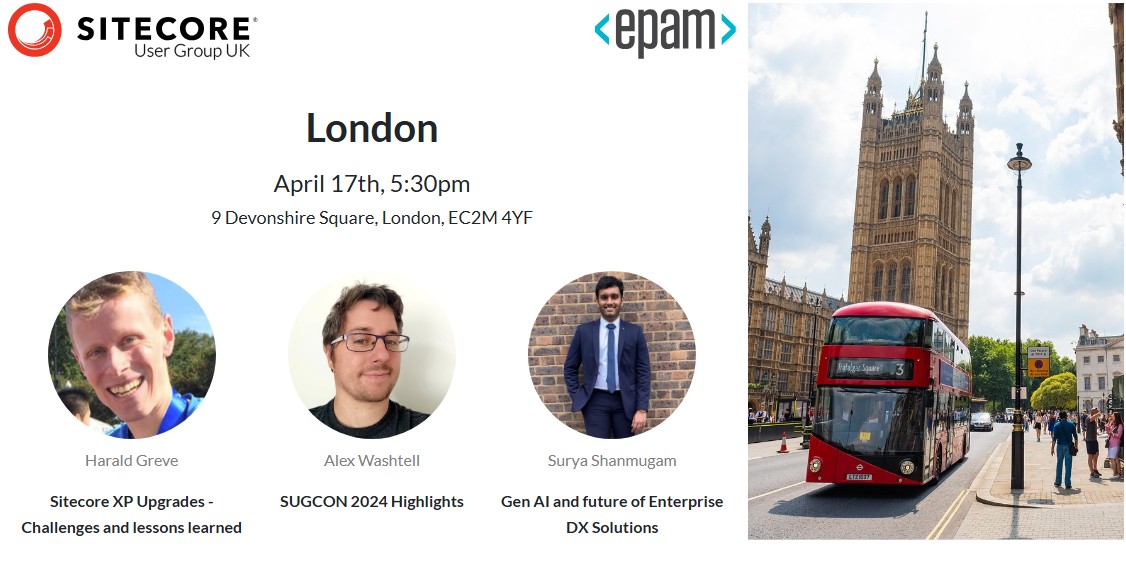 SITECORE
User Group UK
<epam>
London
April 17th, 5:30pm
9 Devonshire Square, London, EC2M 4YF
Harald Greve
Alex Washtell
Surya Shanmugam
Sitecore XP Upgrades -
Challenges and lessons learned
SUGCON 2024 Highlights
Gen AI and future of Enterprise
DX Solutions
Trafalgar Square 3